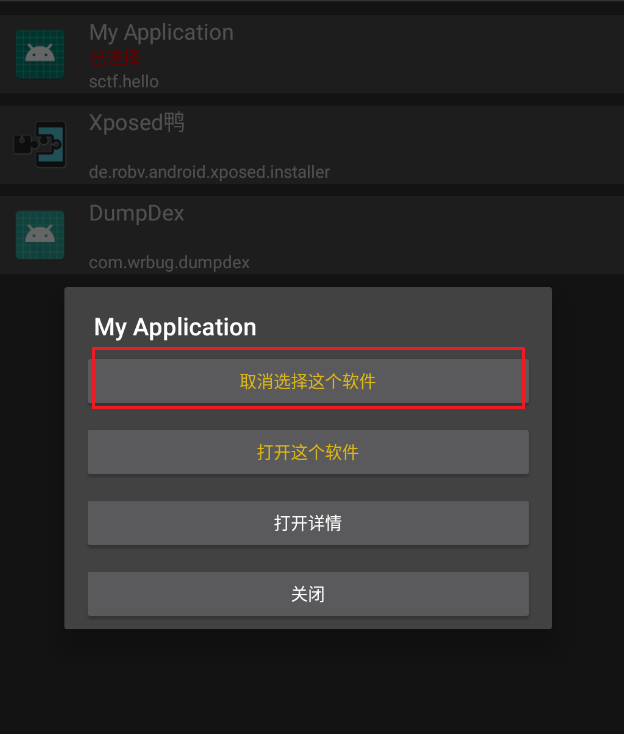 My Application
已选择
sctf.hello
Xposed鸭
de.robv.android.xposed.installer
DumpDex
com.wrbug.dumpdex
My Application
取消选择这个软件
打开这个软件
打开详情
关闭